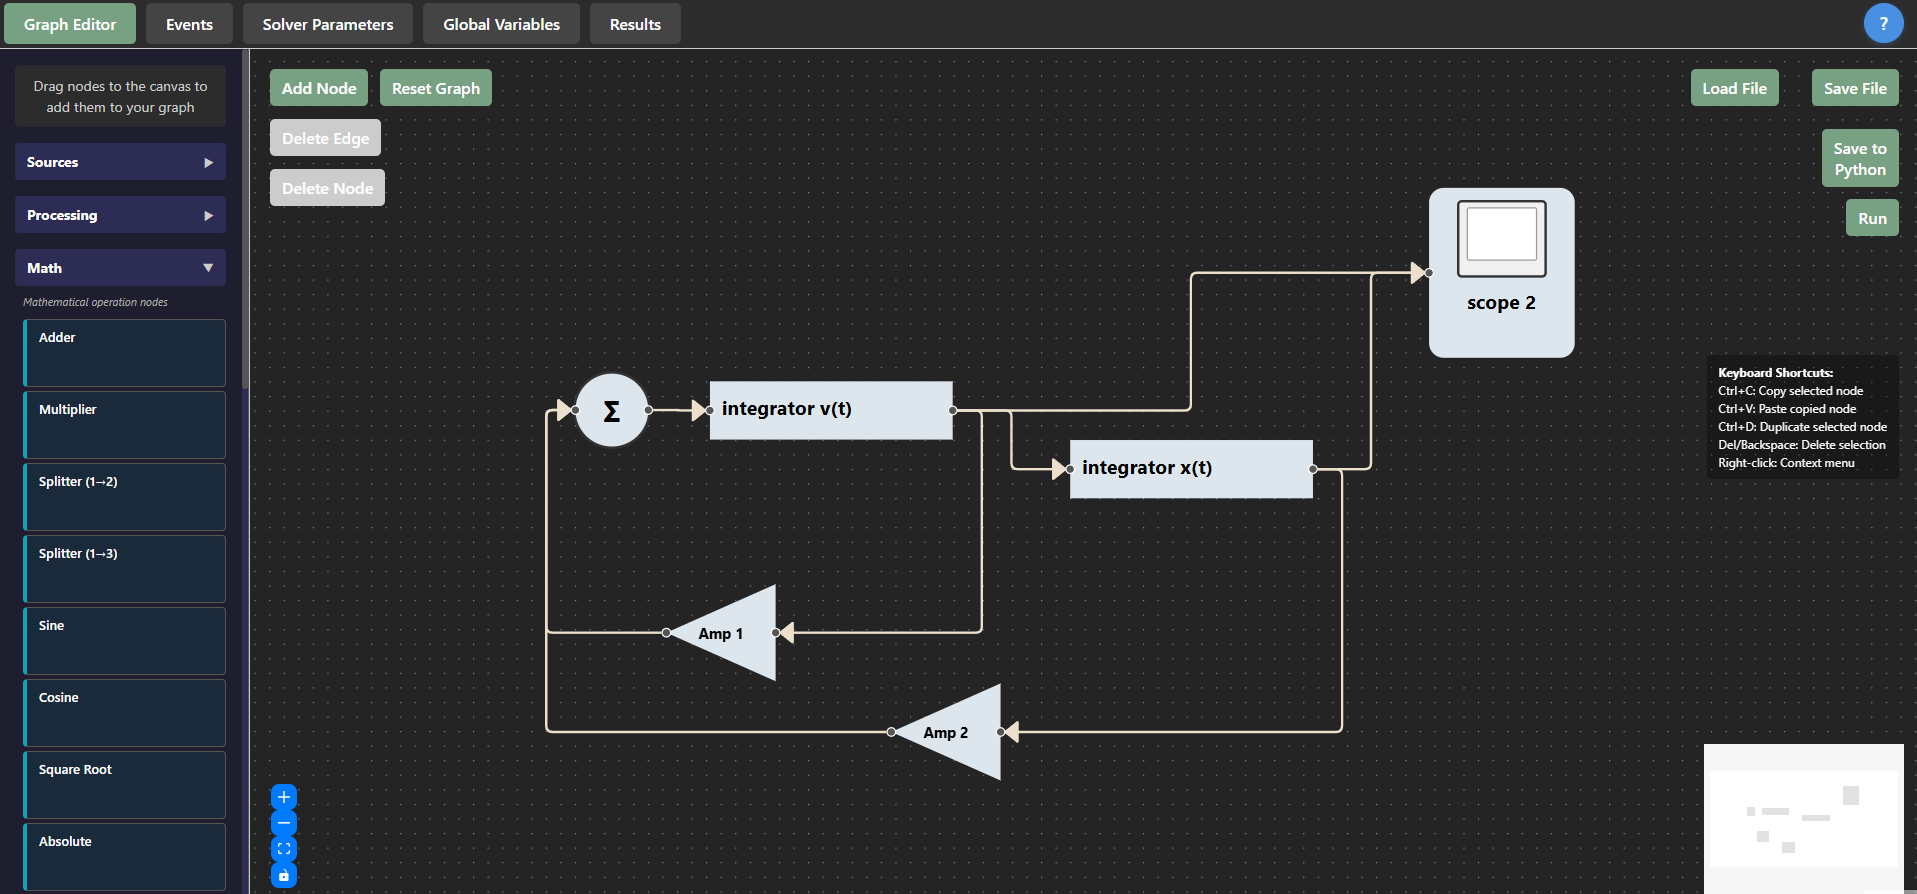 Graph Editor
Events
Solver Parameters
Global Variables
Results
?
Drag nodes to the canvas to
add them to your graph
Sources
Processing
Math
Mathematical operation nodes
Adder
Multiplier
Splitter (1→2)
Splitter (1→3)
Sine
Cosine
Square Root
Absolute
Add Node
Reset Graph
Delete Edge
Delete Node
Load File
Save File
Save to
Python
Run
scope 2
Σ
integrator v(t)
integrator x(t)
Amp 1
Amp 2
Keyboard Shortcuts:
Ctrl+C: Copy selected node
Ctrl+V: Paste copied node
Ctrl+D: Duplicate selected node
Del/Backspace: Delete selection
Right-click: Context menu